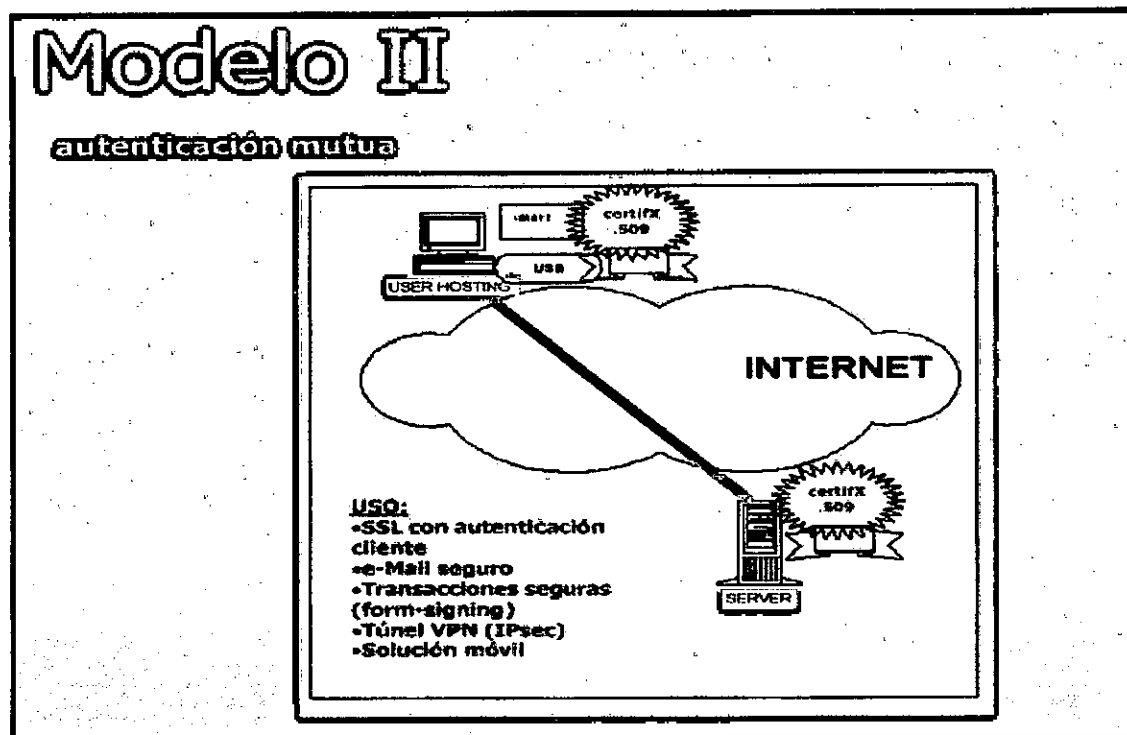 Modelo II
autenticación mutua
smart
certifX
.509
USB
USER HOSTING
INTERNET
certifX
.509
SERVER
USO:
•SSL con autenticación
cliente
•e-Mail seguro
•Transacciones seguras
(form-signing)
•Túnel VPN (IPsec)
•Solución móvil